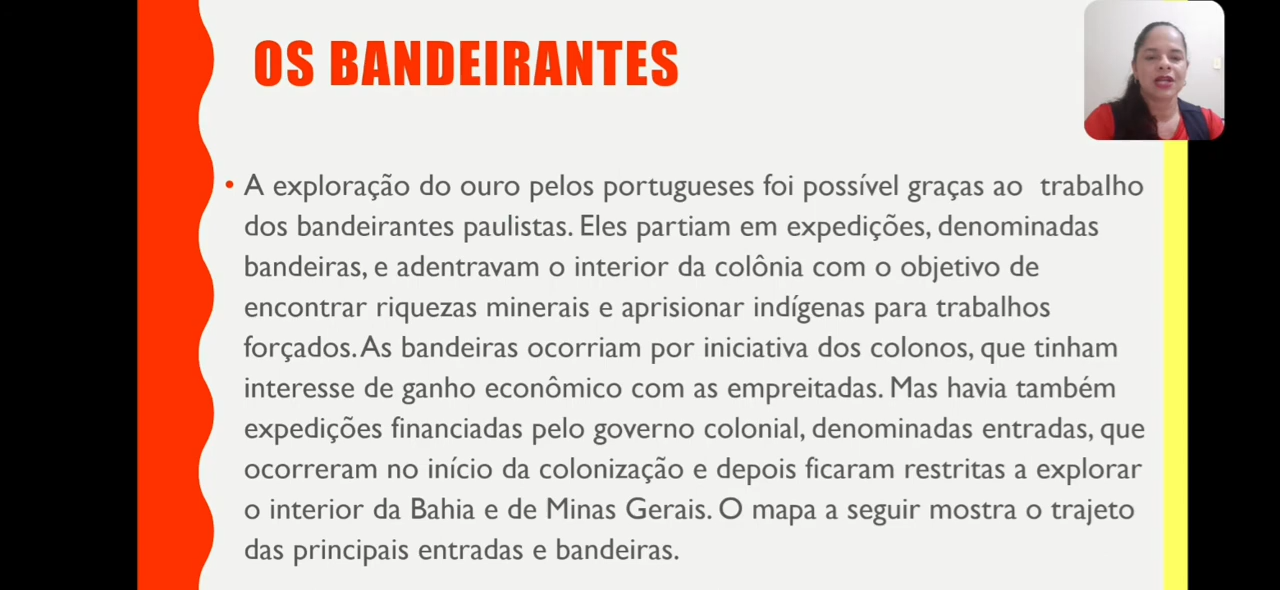 OS BANDEIRANTES
• A exploração do ouro pelos portugueses foi possível graças ao trabalho
dos bandeirantes paulistas. Eles partiam em expedições, denominadas
bandeiras, e adentravam o interior da colônia com o objetivo de
encontrar riquezas minerais e aprisionar indígenas para trabalhos
forçados. As bandeiras ocorriam por iniciativa dos colonos, que tinham
interesse de ganho econômico com as empreitadas. Mas havia também
expedições financiadas pelo governo colonial, denominadas entradas, que
ocorreram no início da colonização e depois ficaram restritas a explorar
o interior da Bahia e de Minas Gerais. O mapa a seguir mostra o trajeto
das principais entradas e bandeiras.